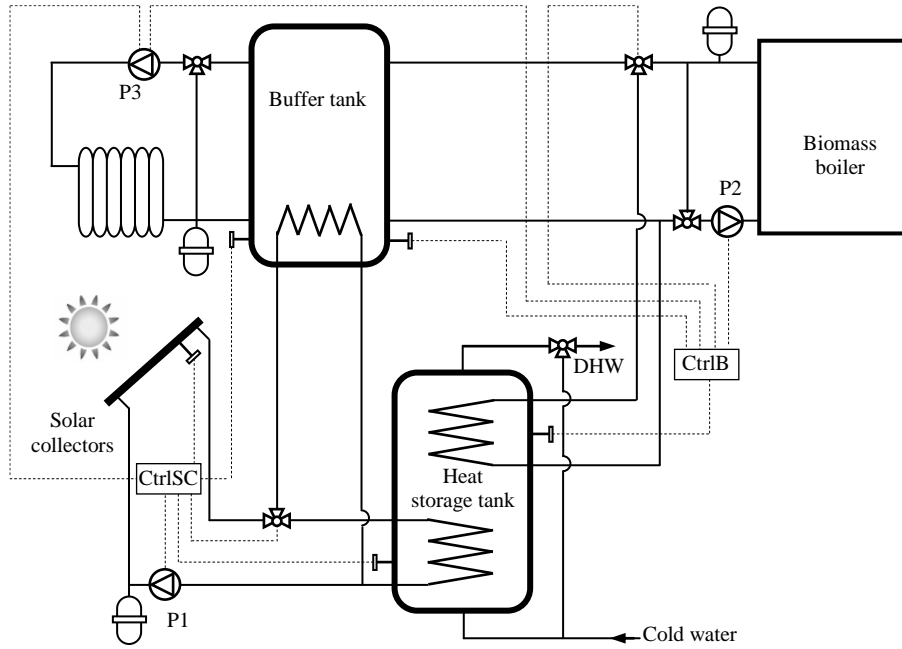 P3
Buffer tank
Biomass
boiler
P2
DHW
CtrlB
Solar
collectors
CtrlSC
Heat
storage tank
P1
Cold water